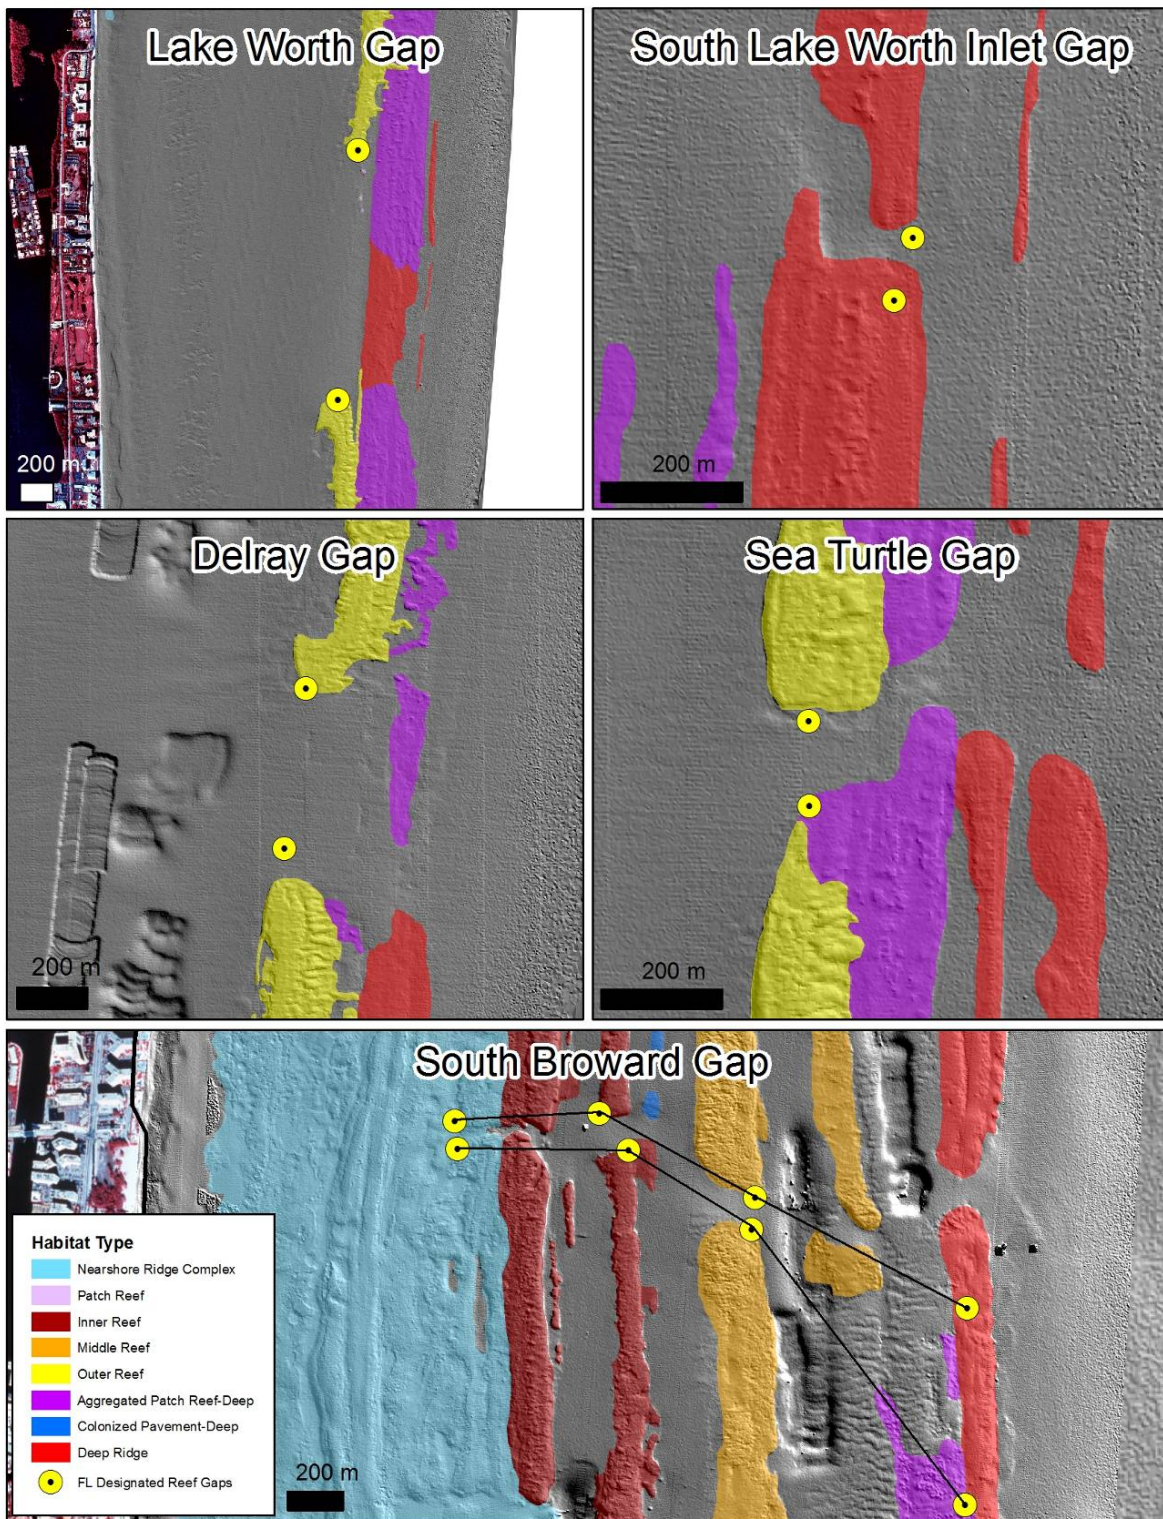 Lake Worth Gap
200 m
South Lake Worth Inlet Gap
200 m
Delray Gap
200 m
Sea Turtle Gap
200 m
South Broward Gap
Habitat Type
Nearshore Ridge Complex
Patch Reef
Inner Reef
Middle Reef
Outer Reef
Aggregated Patch Reef-Deep
Colonized Pavement-Deep
Deep Ridge
FL Designated Reef Gaps
200 m